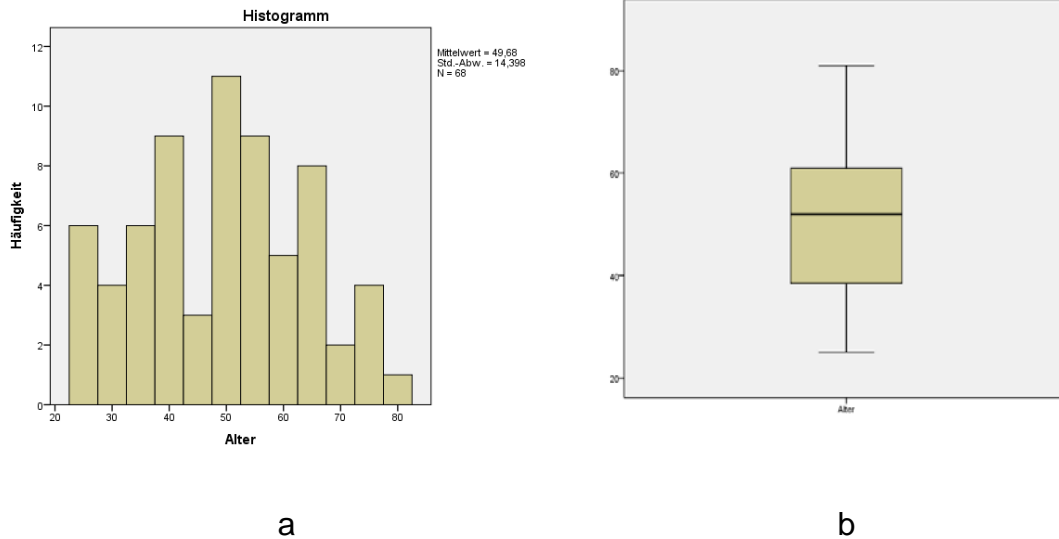 Histogramm
Mittelwert = 49,68
Std.-Abw. = 14,398
N = 68
Häufigkeit
12
10
8
6
4
2
0
20 30 40 50 60 70 80
Alter
80
60
40
20
Alter
a
b